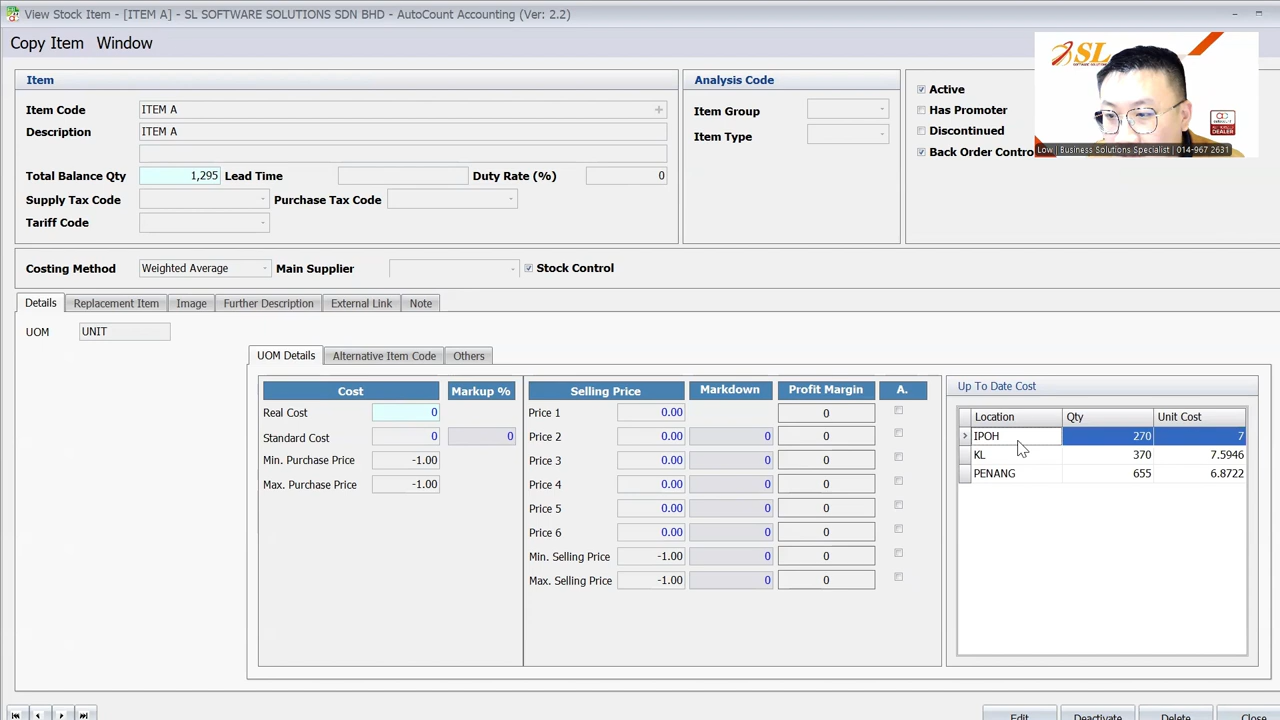 View Stock Item - [ITEM A] - SL SOFTWARE SOLUTIONS SDN BHD - AutoCount Accounting (Ver: 2.2)
Copy Item Window
SL
Item
Analysis Code
Active
Item Code ITEM A
Item Group
Has Promoter
Description ITEM A
Item Type
Discontinued
Back Order Contro
Low | Business Solutions Specialist | 014-967 2631
Total Balance Qty 1,295 Lead Time Duty Rate (%) 0
Supply Tax Code Purchase Tax Code
Tariff Code
Costing Method Weighted Average Main Supplier Stock Control
Details Replacement Item Image Further Description External Link Note
UOM UNIT
UOM Details Alternative Item Code Others
Cost Markup % Selling Price Markdown Profit Margin A. Up To Date Cost
Real Cost 0 Price 1 0.00 0 Location Qty Unit Cost
Standard Cost 0 0 Price 2 0.00 0 0 IPOH 270 7
Min. Purchase Price -1.00 Price 3 0.00 0 0 KL 370 7.5946
Max. Purchase Price -1.00 Price 4 0.00 0 0 PENANG 655 6.8722
Price 5 0.00 0 0
Price 6 0.00 0 0
Min. Selling Price -1.00 0 0
Max. Selling Price -1.00 0 0
Edit Deactivate Delete Close